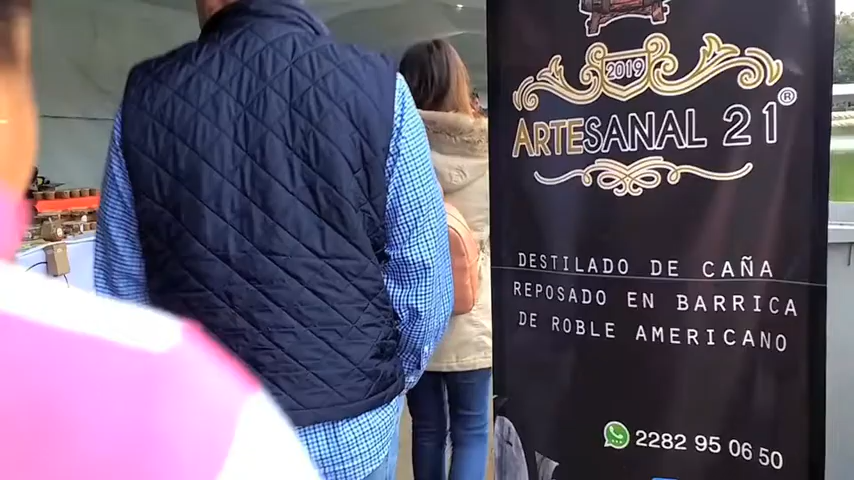 2019
ARTESANAL 21®
DESTILADO DE CAÑA
REPOSADO EN BARRICA
DE ROBLE AMERICANO
2282 95 06 50